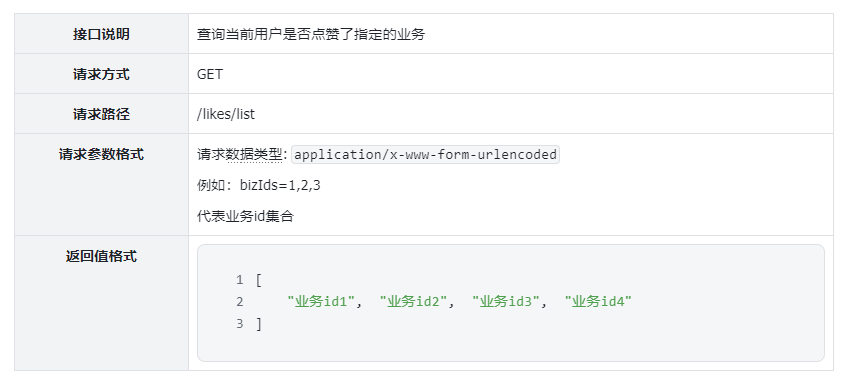 接口说明 查询当前用户是否点赞了指定的业务
请求方式 GET
请求路径 /likes/list
请求参数格式 请求数据类型: application/x-www-form-urlencoded
例如：bizIds=1,2,3
代表业务id集合
返回值格式
1 [
2 "业务id1", "业务id2", "业务id3", "业务id4"
3 ]